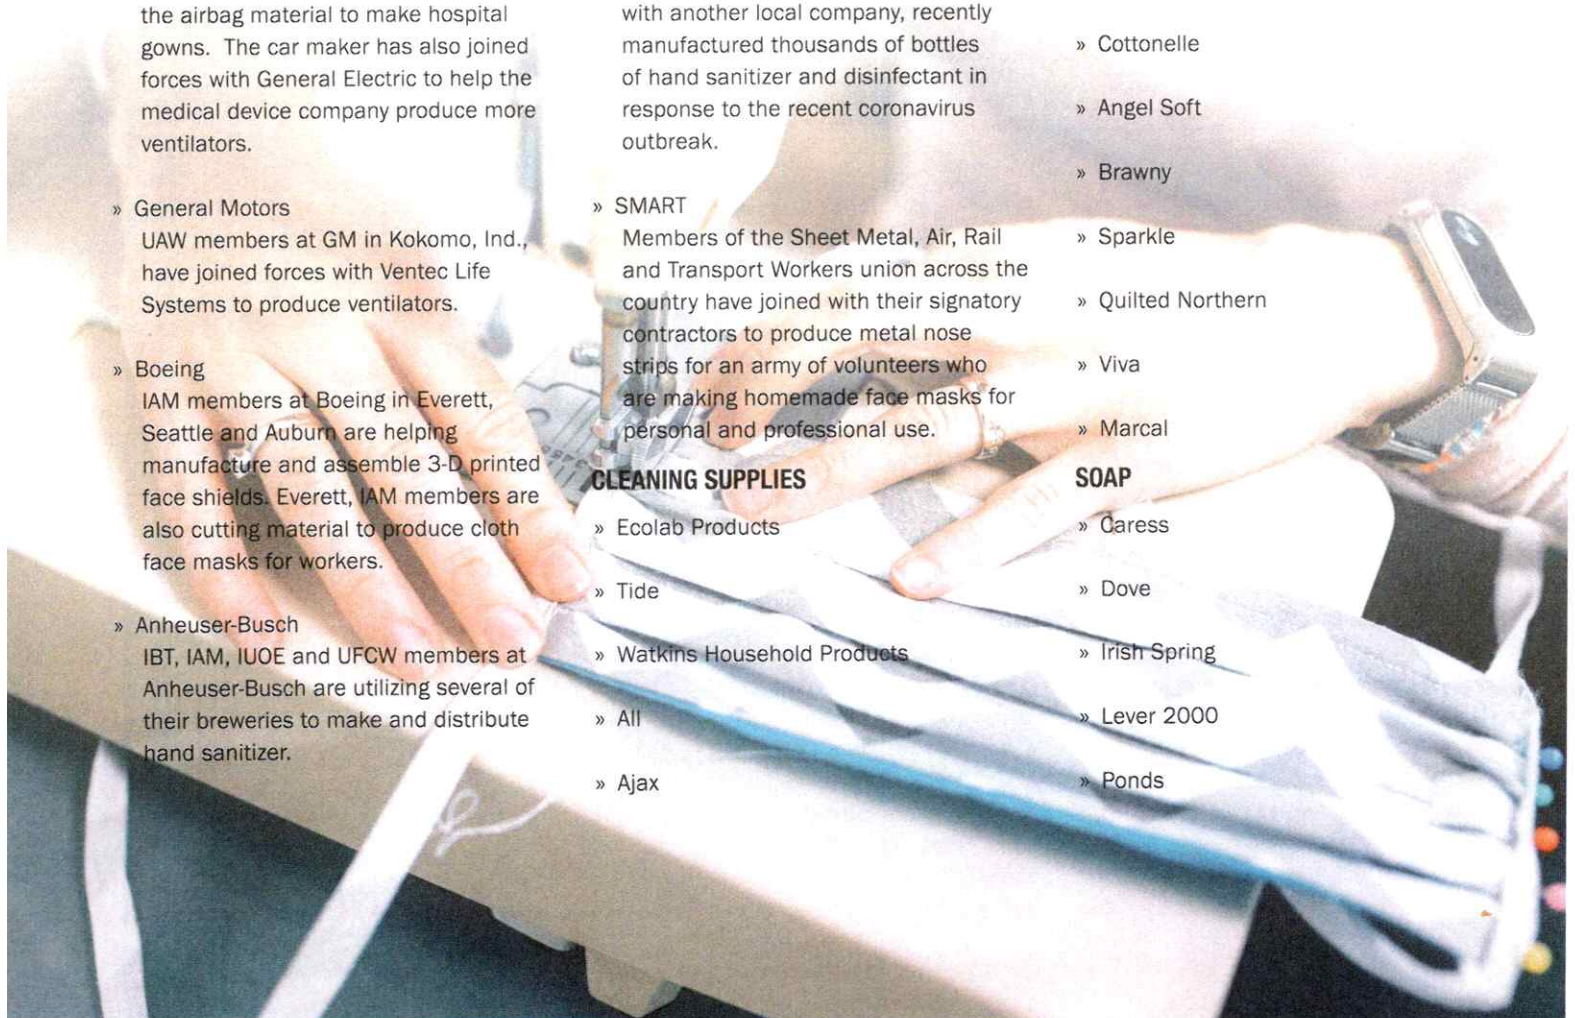 the airbag material to make hospital
gowns. The car maker has also joined
forces with General Electric to help the
medical device company produce more
ventilators.
» General Motors
UAW members at GM in Kokomo, Ind.,
have joined forces with Ventec Life
Systems to produce ventilators.
» Boeing
IAM members at Boeing in Everett,
Seattle and Auburn are helping
manufacture and assemble 3-D printed
face shields. Everett, IAM members are
also cutting material to produce cloth
face masks for workers.
» Anheuser-Busch
IBT, IAM, IUOE and UFCW members at
Anheuser-Busch are utilizing several of
their breweries to make and distribute
hand sanitizer.
with another local company, recently
manufactured thousands of bottles
of hand sanitizer and disinfectant in
response to the recent coronavirus
outbreak.
» SMART
Members of the Sheet Metal, Air, Rail
and Transport Workers union across the
country have joined with their signatory
contractors to produce metal nose
strips for an army of volunteers who
are making homemade face masks for
personal and professional use.
CLEANING SUPPLIES
» Ecolab Products
» Tide
» Watkins Household Products
» All
» Ajax
» Cottonelle
» Angel Soft
» Brawny
» Sparkle
» Quilted Northern
» Viva
» Marcal
SOAP
» Caress
» Dove
» Irish Spring
» Lever 2000
» Ponds